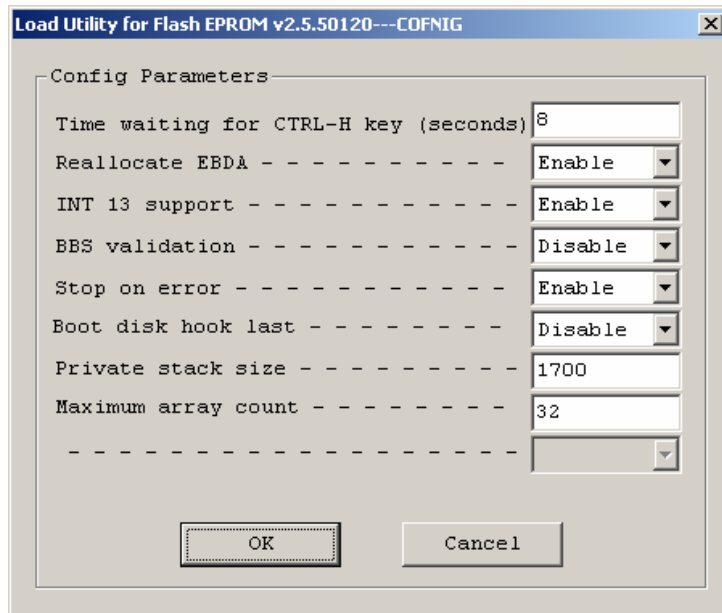 Load Utility for Flash EPROM v2.5.50120---COFNIG
Config Parameters
Time waiting for CTRL-H key (seconds) 8
Reallocate EBDA - - - - - - - - - - - Enable
INT 13 support - - - - - - - - - - - Enable
BBS validation - - - - - - - - - - - Disable
Stop on error - - - - - - - - - - - Enable
Boot disk hook last - - - - - - - - Disable
Private stack size - - - - - - - - - 1700
Maximum array count - - - - - - - - 32
- - - - - - - - - - - - - - - - - - -
OK Cancel